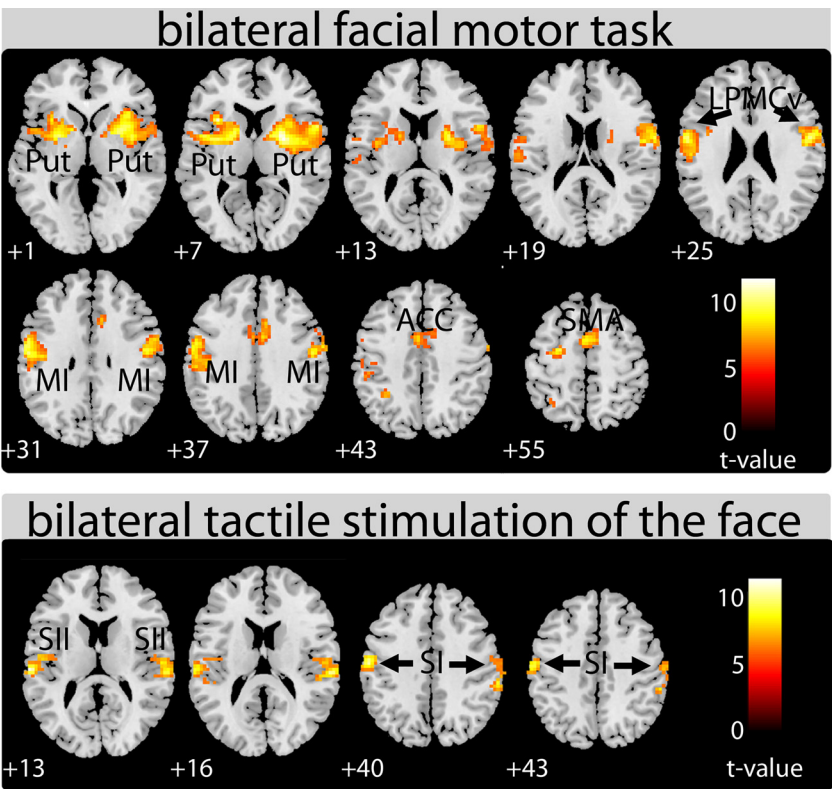 bilateral facial motor task
LPMCv
Put Put Put Put
+1 +7 +13 +19 +25
ACC SMA
10
5
MI MI MI MI
0
+31 +37 +43 +55
t-value
bilateral tactile stimulation of the face
10
SII SII
SI SI
5
0
+13 +16 +40 +43
t-value